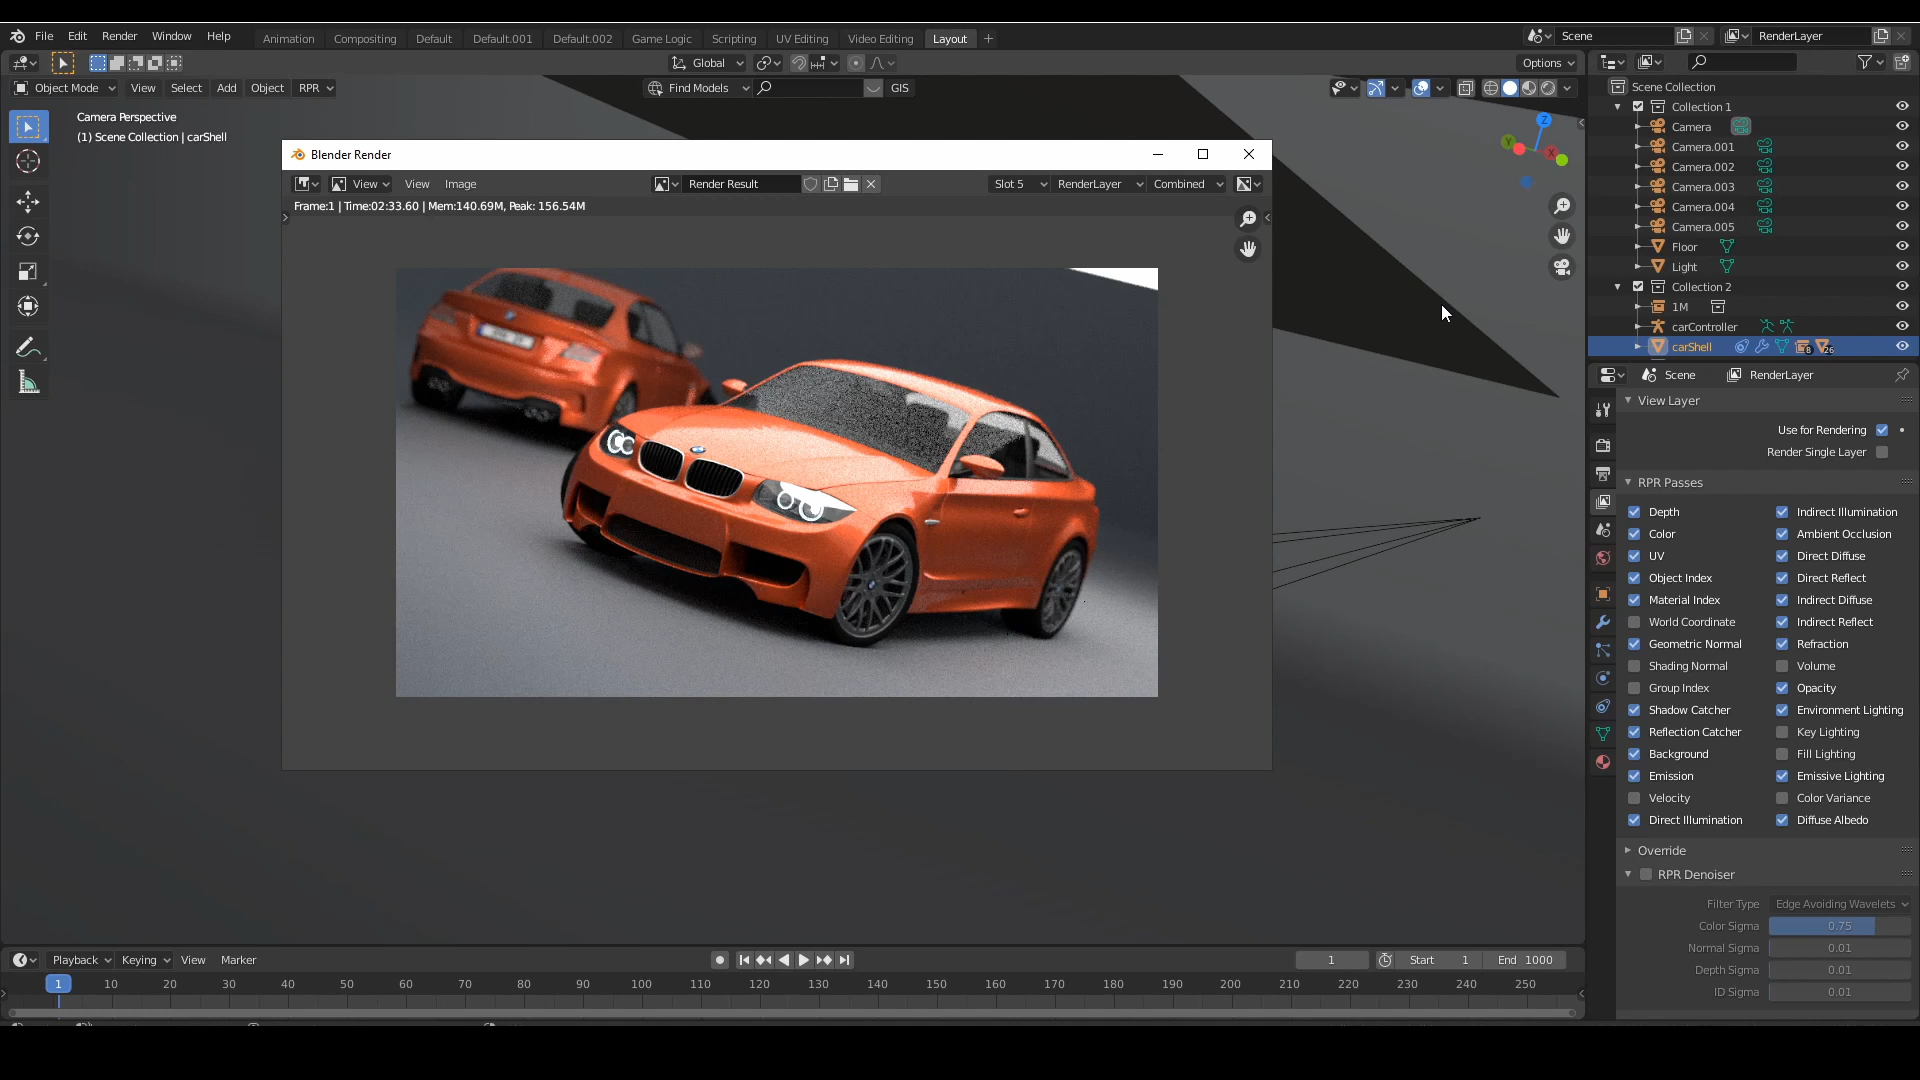 File Edit Render Window Help
Animation Compositing Default Default.001 Default.002 Game Logic Scripting UV Editing Video Editing Layout
Scene RenderLayer
Global Options
Object Mode View Select Add Object RPR Find Models GIS
Camera Perspective
(1) Scene Collection | carShell
Z
Y
X
Blender Render
View View Image Render Result Slot 5 RenderLayer Combined
Frame:1 | Time:02:33.60 | Mem:140.69M, Peak: 156.54M
Scene Collection
Collection 1
Camera
Camera.001
Camera.002
Camera.003
Camera.004
Camera.005
Floor
Light
Collection 2
1M
carController
carShell 8 26
Scene RenderLayer
View Layer
Use for Rendering
Render Single Layer
RPR Passes
Depth Indirect Illumination
Color Ambient Occlusion
UV Direct Diffuse
Object Index Direct Reflect
Material Index Indirect Diffuse
World Coordinate Indirect Reflect
Geometric Normal Refraction
Shading Normal Volume
Group Index Opacity
Shadow Catcher Environment Lighting
Reflection Catcher Key Lighting
Background Fill Lighting
Emission Emissive Lighting
Velocity Color Variance
Direct Illumination Diffuse Albedo
Override
RPR Denoiser
Filter Type Edge Avoiding Wavelets
Color Sigma 0.75
Normal Sigma 0.01
Depth Sigma 0.01
ID Sigma 0.01
Playback Keying View Marker 1 Start 1 End 1000
1 10 20 30 40 50 60 70 80 90 100 110 120 130 140 150 160 170 180 190 200 210 220 230 240 250